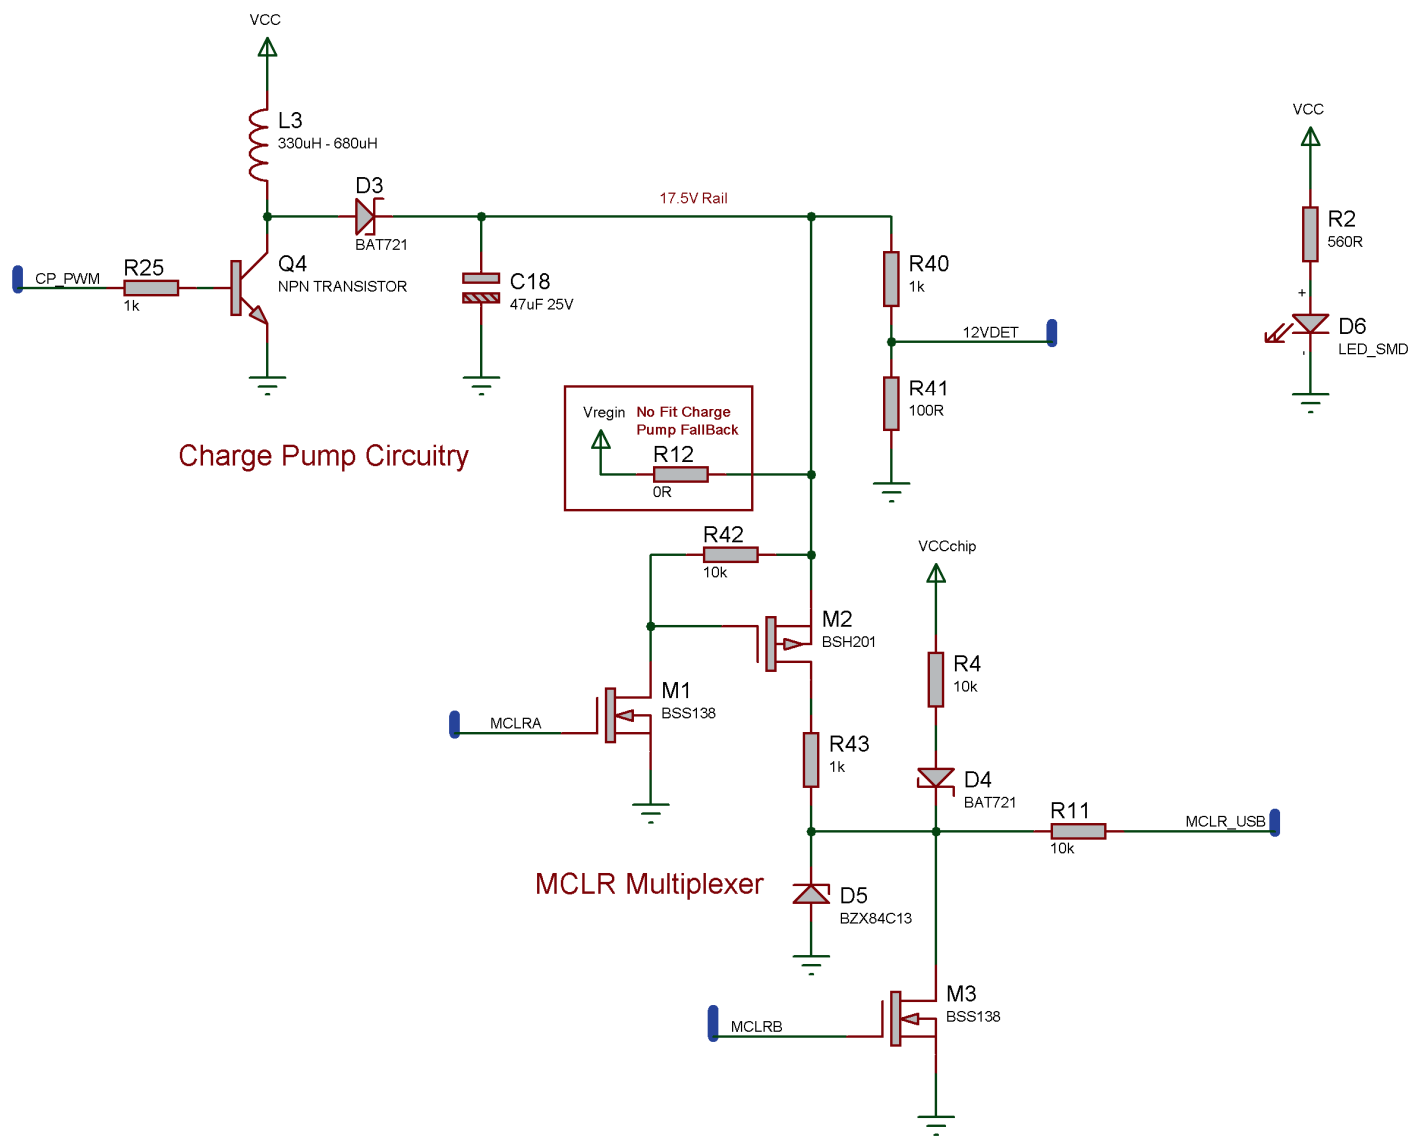 VCC
L3
330uH - 680uH
VCC
D3
BAT721
17.5V Rail
R2
560R
CP_PWM
R25
1k
Q4
NPN TRANSISTOR
C18
47uF 25V
R40
1k
+
12VDET
D6
LED_SMD
-
R41
100R
Vregin
No Fit Charge
Pump FallBack
R12
0R
Charge Pump Circuitry
R42
10k
VCCchip
M2
BSH201
R4
10k
M1
BSS138
MCLRA
R43
1k
D4
BAT721
R11
10k
MCLR_USB
MCLR Multiplexer
D5
BZX84C13
M3
BSS138
MCLRB